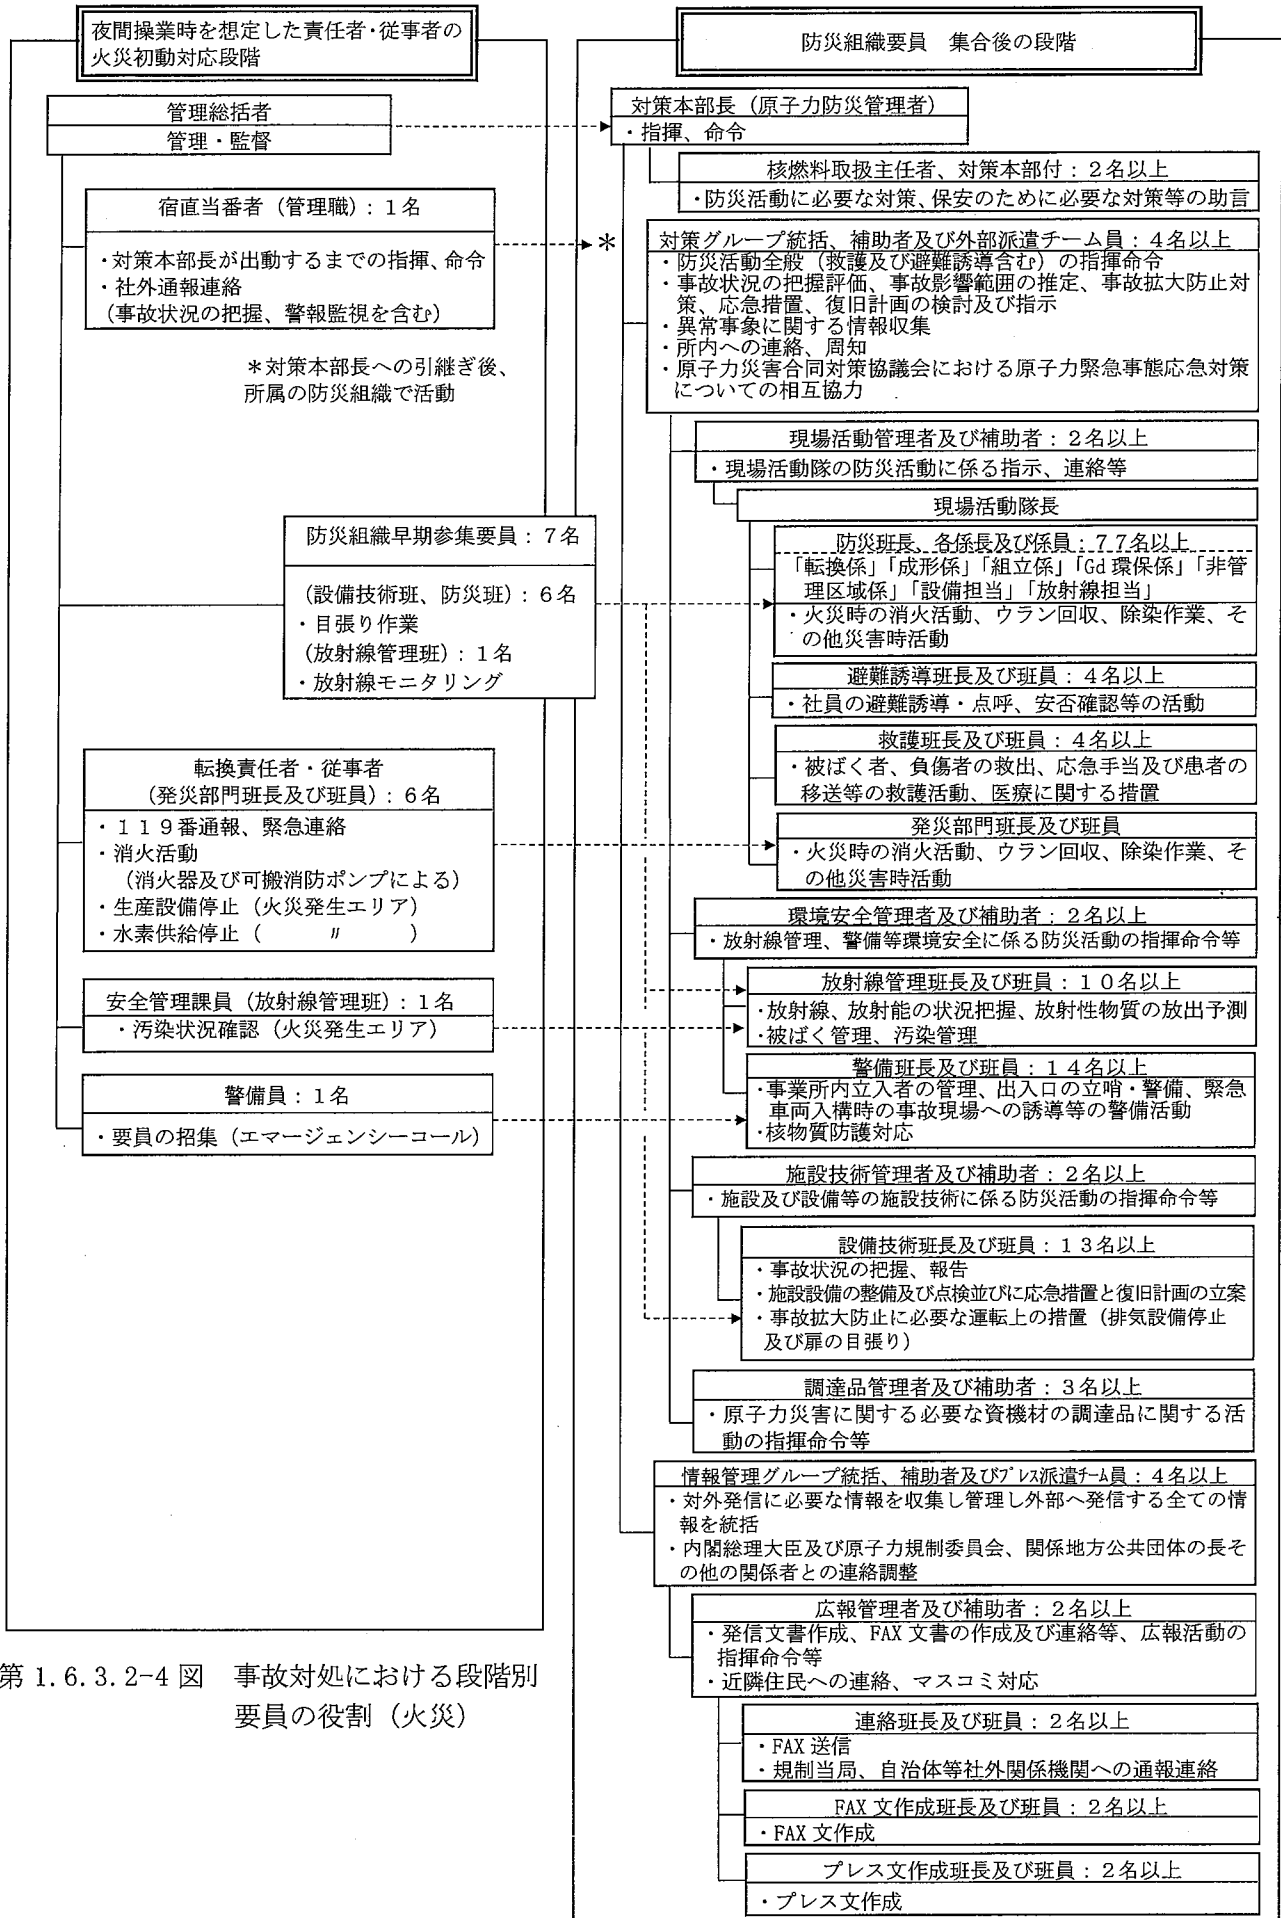 夜間操業時を想定した責任者・従事者の
火災初動対応段階
管理総括者
管理・監督
宿直当番者（管理職）：1名
・対策本部長が出動するまでの指揮、命令
・社外通報連絡
（事故状況の把握、警報監視を含む）
＊
＊対策本部長への引継ぎ後、
所属の防災組織で活動
防災組織早期参集要員：7名
（設備技術班、防災班）：6名
・目張り作業
（放射線管理班）：1名
・放射線モニタリング
転換責任者・従事者
（発災部門班長及び班員）：6名
・119番通報、緊急連絡
・消火活動
（消火器及び可搬消防ポンプによる）
・生産設備停止（火災発生エリア）
・水素供給停止（　　〃　　）
安全管理課員（放射線管理班）：1名
・汚染状況確認（火災発生エリア）
警備員：1名
・要員の招集（エマージェンシーコール）
第 1.6.3.2-4 図　事故対処における段階別
要員の役割（火災）
防災組織要員　集合後の段階
対策本部長（原子力防災管理者）
・指揮、命令
核燃料取扱主任者、対策本部付：2名以上
・防災活動に必要な対策、保安のために必要な対策等の助言
対策グループ統括、補助者及び外部派遣チーム員：4名以上
・防災活動全般（救護及び避難誘導含む）の指揮命令
・事故状況の把握評価、事故影響範囲の推定、事故拡大防止対
策、応急措置、復旧計画の検討及び指示
・異常事象に関する情報収集
・所内への連絡、周知
・原子力災害合同対策協議会における原子力緊急事態応急対策
についての相互協力
現場活動管理者及び補助者：2名以上
・現場活動隊の防災活動に係る指示、連絡等
現場活動隊長
防災班長、各係長及び係員：77名以上
「転換係」「成形係」「組立係」「Gd 環保係」「非管
理区域係」「設備担当」「放射線担当」
・火災時の消火活動、ウラン回収、除染作業、そ
の他災害時活動
避難誘導班長及び班員：4名以上
・社員の避難誘導・点呼、安否確認等の活動
救護班長及び班員：4名以上
・被ばく者、負傷者の救出、応急手当及び患者の
移送等の救護活動、医療に関する措置
発災部門班長及び班員
・火災時の消火活動、ウラン回収、除染作業、そ
の他災害時活動
環境安全管理者及び補助者：2名以上
・放射線管理、警備等環境安全に係る防災活動の指揮命令等
放射線管理班長及び班員：10名以上
・放射線、放射能の状況把握、放射性物質の放出予測
・被ばく管理、汚染管理
警備班長及び班員：14名以上
・事業所内立入者の管理、出入口の立哨・警備、緊急
車両入構時の事故現場への誘導等の警備活動
・核物質防護対応
施設技術管理者及び補助者：2名以上
・施設及び設備等の施設技術に係る防災活動の指揮命令等
設備技術班長及び班員：13名以上
・事故状況の把握、報告
・施設設備の整備及び点検並びに応急措置と復旧計画の立案
・事故拡大防止に必要な運転上の措置（排気設備停止
及び扉の目張り）
調達品管理者及び補助者：3名以上
・原子力災害に関する必要な資機材の調達品に関する活
動の指揮命令等
情報管理グループ統括、補助者及びﾌﾟﾚｽ派遣ﾁｰﾑ員：4名以上
・対外発信に必要な情報を収集し管理し外部へ発信する全ての情
報を統括
・内閣総理大臣及び原子力規制委員会、関係地方公共団体の長そ
の他の関係者との連絡調整
広報管理者及び補助者：2名以上
・発信文書作成、FAX 文書の作成及び連絡等、広報活動の
指揮命令等
・近隣住民への連絡、マスコミ対応
連絡班長及び班員：2名以上
・FAX 送信
・規制当局、自治体等社外関係機関への通報連絡
FAX 文作成班長及び班員：2名以上
・FAX 文作成
プレス文作成班長及び班員：2名以上
・プレス文作成